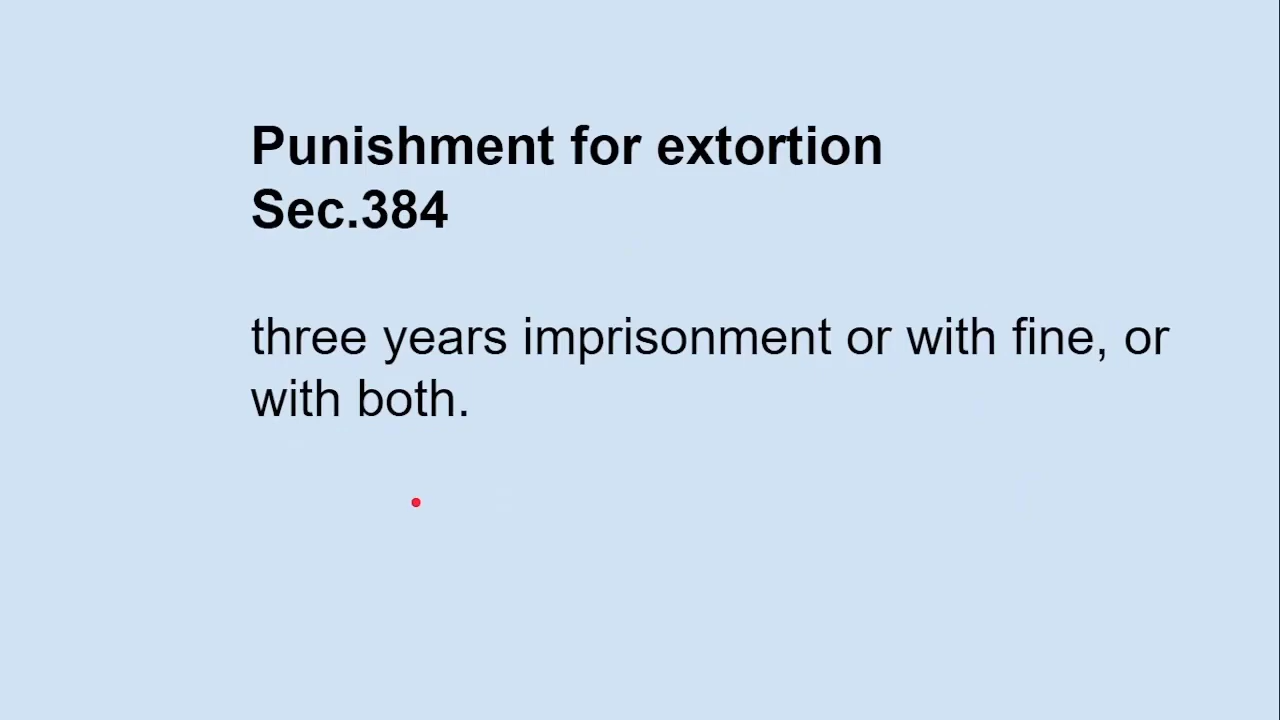 Punishment for extortion
Sec.384
three years imprisonment or with fine, or
with both.